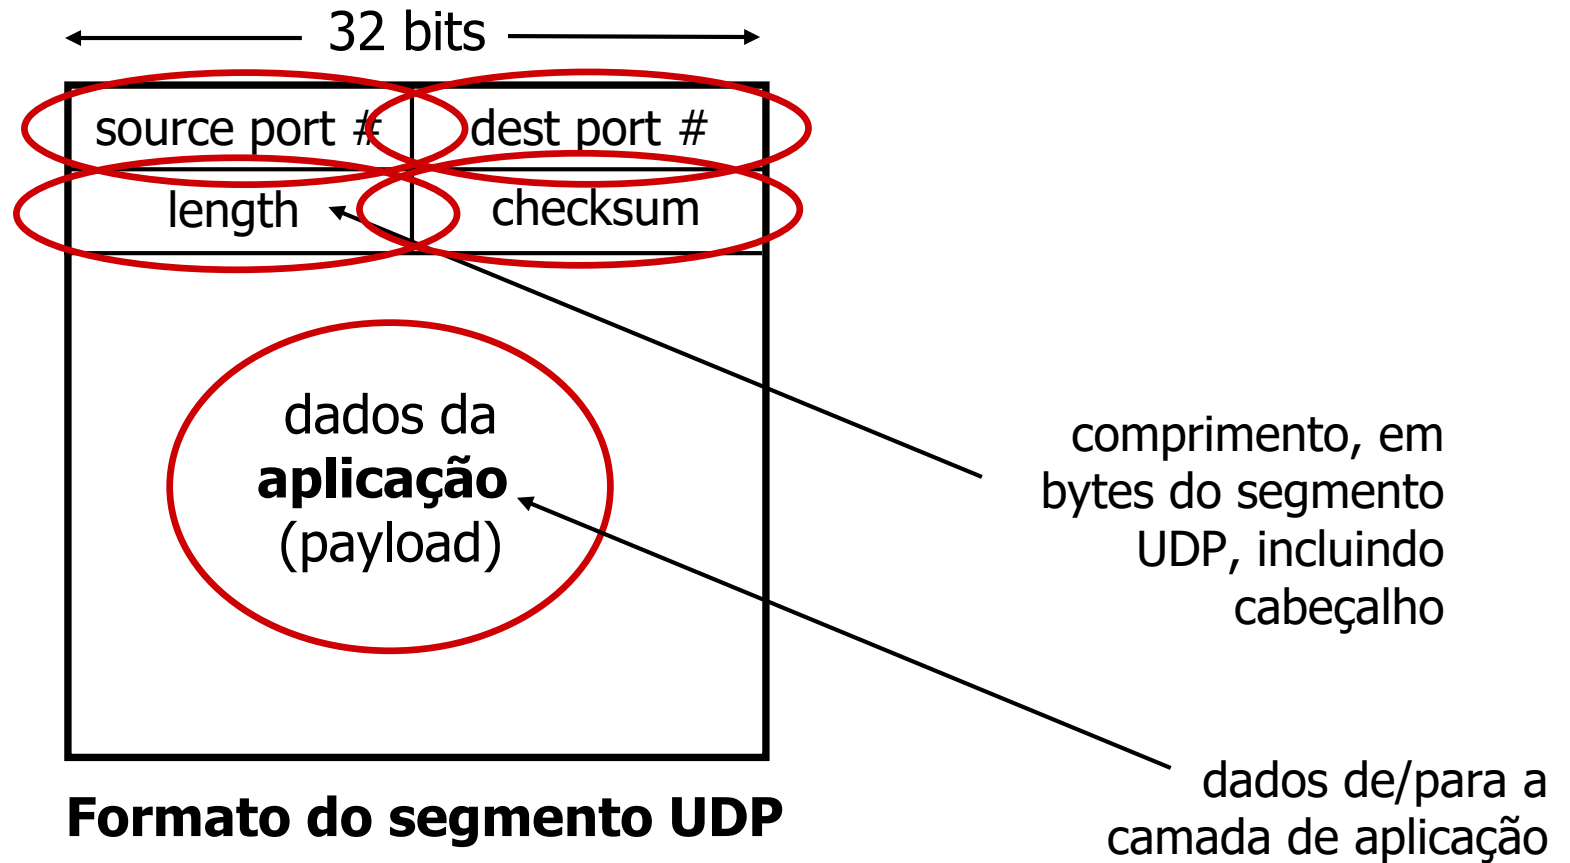 32 bits
source port #
dest port #
length
checksum
dados da
aplicação
(payload)
comprimento, em
bytes do segmento
UDP, incluindo
cabeçalho
dados de/para a
camada de aplicação
Formato do segmento UDP